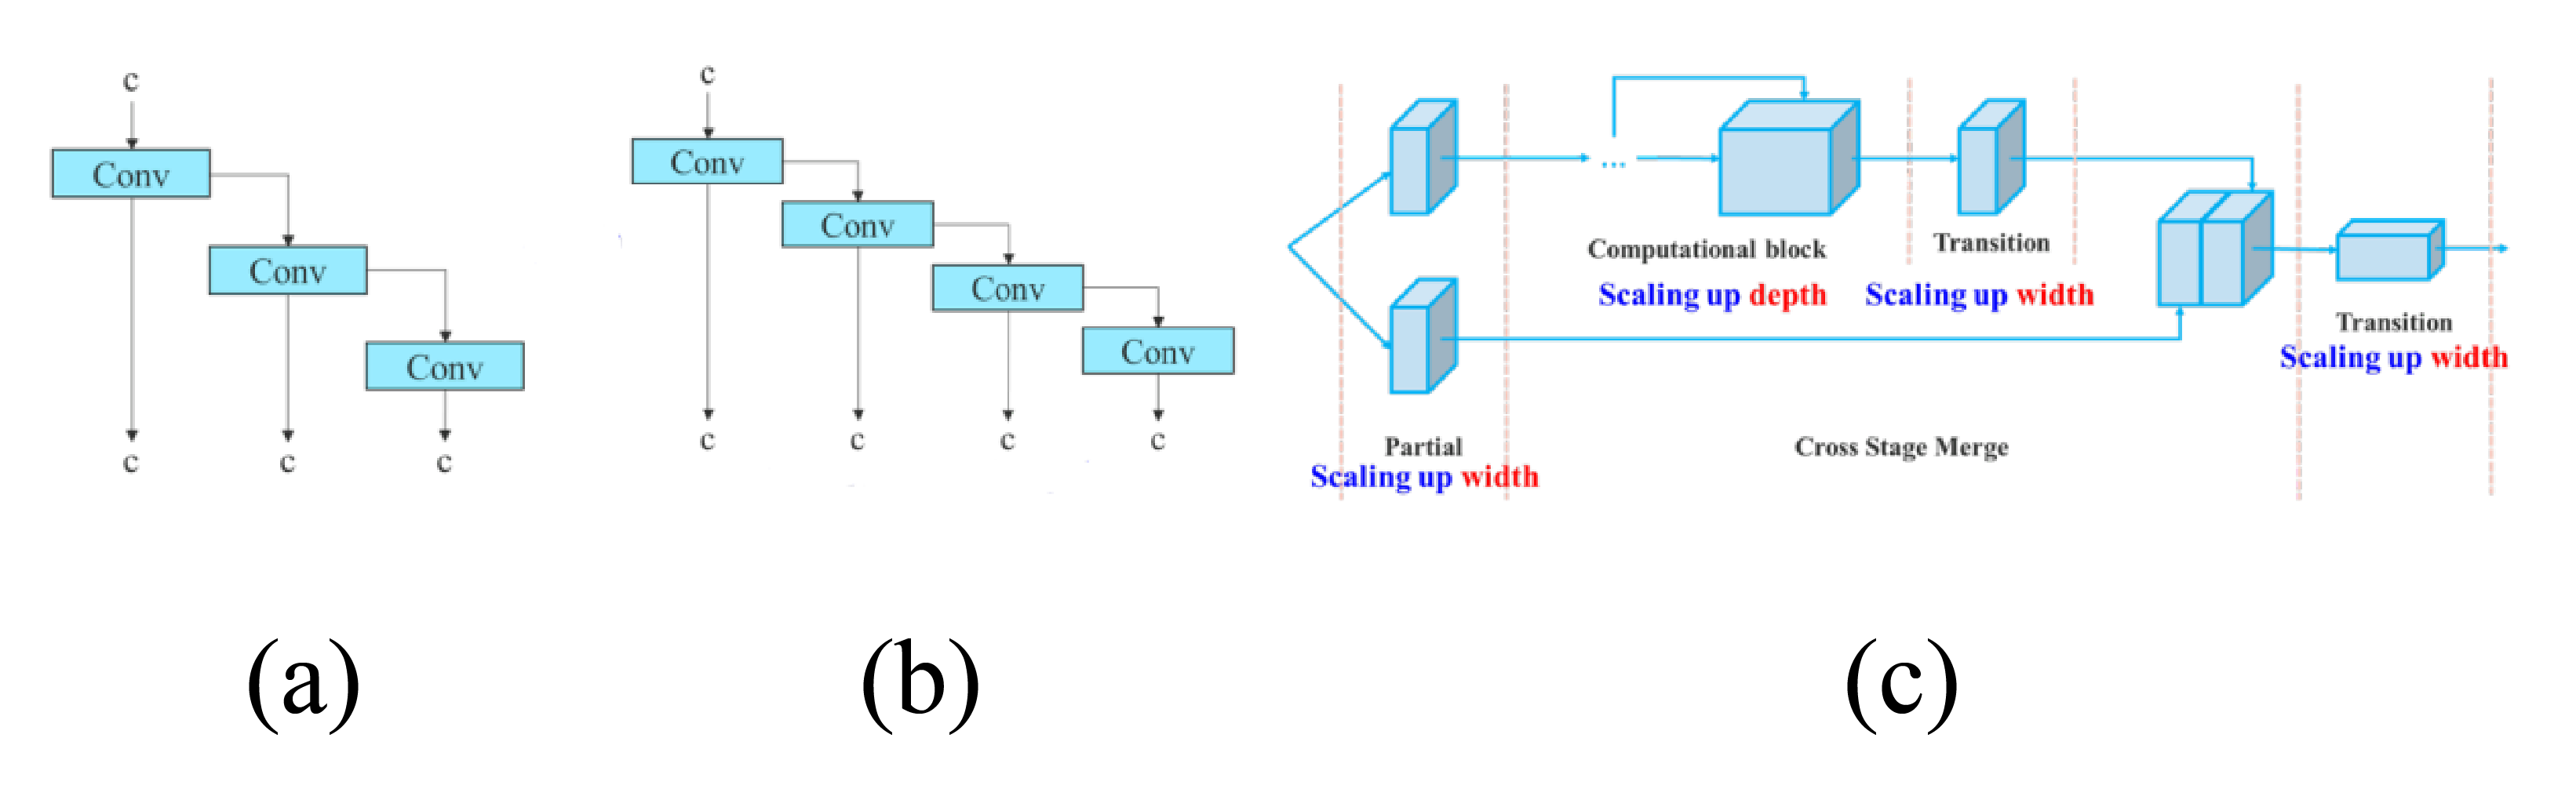 c
Conv
Conv
Conv
c c c
(a)
c
Conv
Conv
Conv
Conv
c c c c
(b)
...
Computational block
Scaling up depth
Transition
Scaling up width
Transition
Scaling up width
Partial
Scaling up width
Cross Stage Merge
(c)